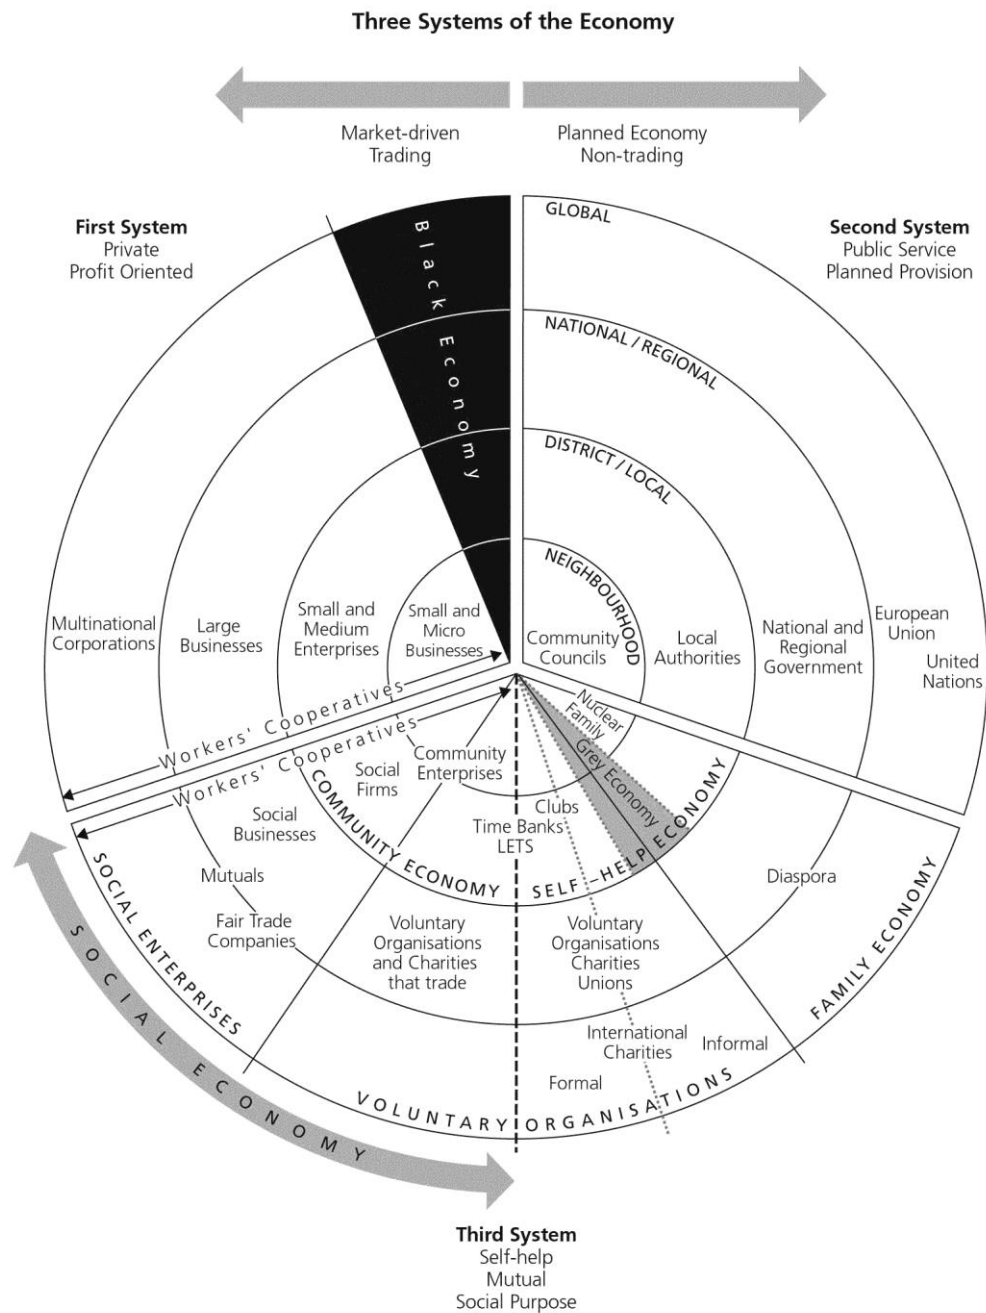 Three Systems of the Economy
Market-driven
Trading
Planned Economy
Non-trading
First System
Private
Profit Oriented
Second System
Public Service
Planned Provision
Black Economy
GLOBAL
NATIONAL / REGIONAL
DISTRICT / LOCAL
NEIGHBOURHOOD
Multinational
Corporations
Large
Businesses
Small and
Medium
Enterprises
Small and
Micro
Businesses
Community
Councils
Local
Authorities
National and
Regional
Government
European
Union
United
Nations
Workers' Cooperatives
Workers' Cooperatives
Nuclear
Family
Grey Economy
Community
Enterprises
Social
Firms
Social
Businesses
Mutuals
Fair Trade
Companies
Clubs
Time Banks
LETS
COMMUNITY ECONOMY
SELF–HELP ECONOMY
Diaspora
Voluntary
Organisations
and Charities
that trade
Voluntary
Organisations
Charities
Unions
International
Charities
Informal
Formal
SOCIAL ENTERPRISES
VOLUNTARY ORGANISATIONS
FAMILY ECONOMY
SOCIAL ECONOMY
Third System
Self-help
Mutual
Social Purpose